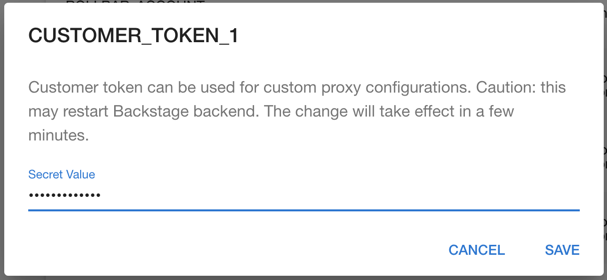 CUSTOMER_TOKEN_1
Customer token can be used for custom proxy configurations. Caution: this
may restart Backstage backend. The change will take effect in a few
minutes.
Secret Value
•••••••••••••
CANCEL SAVE